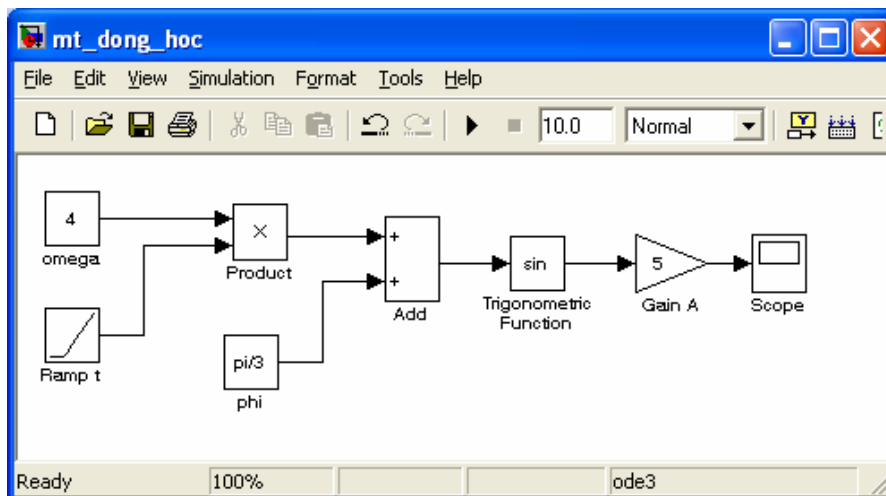 mt_dong_hoc
File Edit View Simulation Format Tools Help
10.0 Normal
4
omega
×
Product
+
+
Add
sin
Trigonometric
Function
5
Gain A
Scope
Ramp t
pi/3
phi
Ready 100% ode3